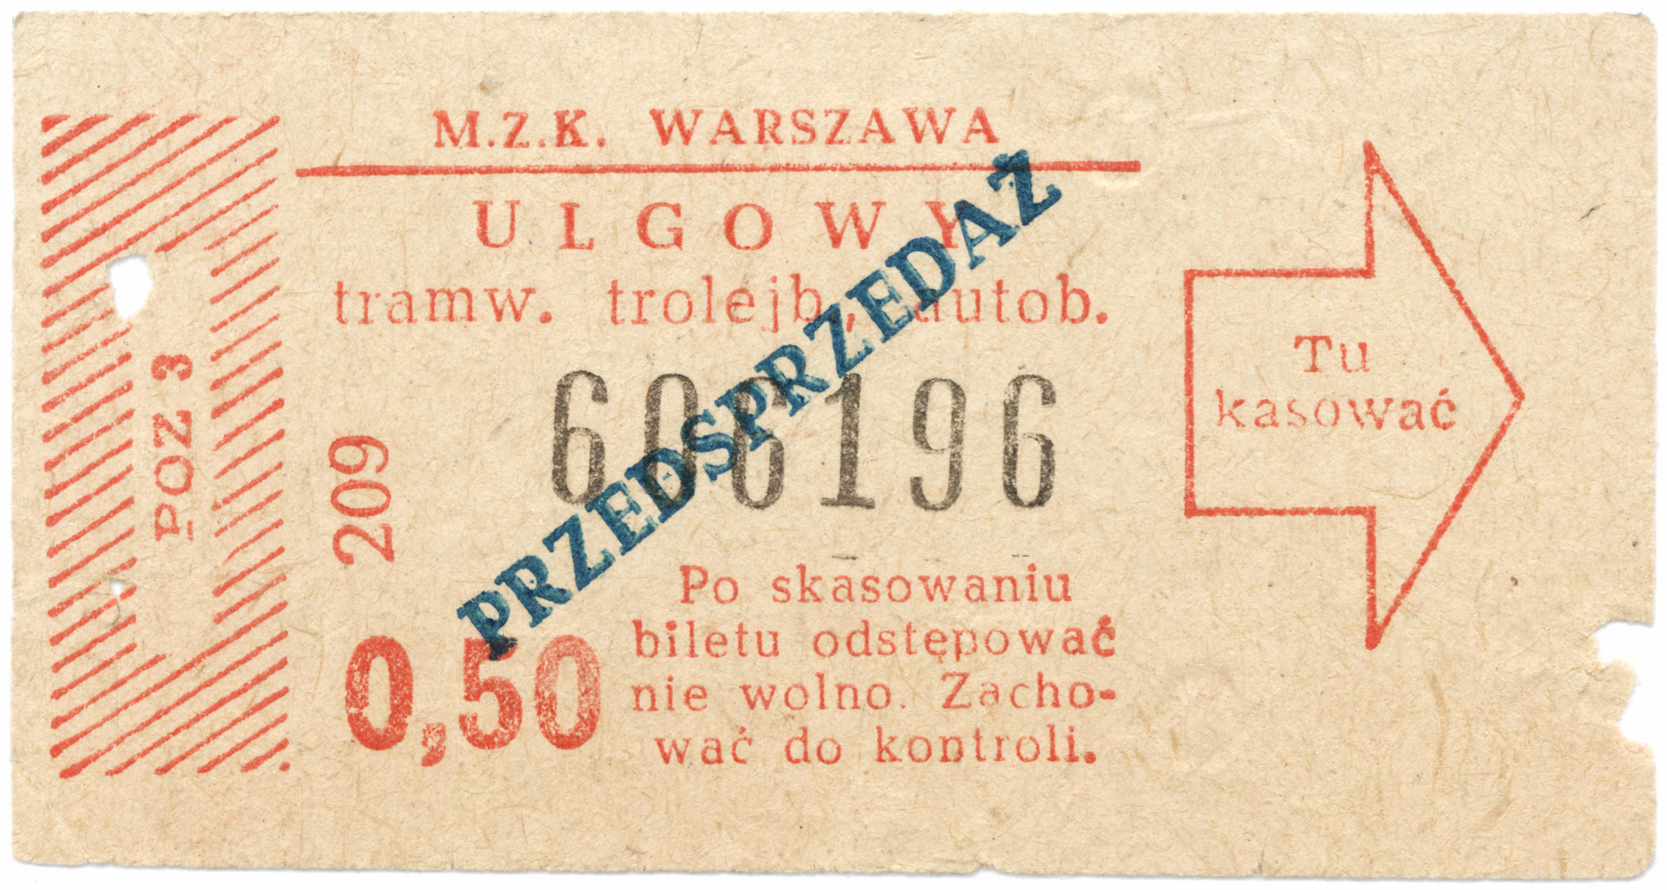 M.Z.K. WARSZAWA
ULGOWY
tramw. trolejb., autob.
606196
PRZEDSPRZEDAŻ
POZ 3
209
0,50
Po skasowaniu
biletu odstępować
nie wolno. Zacho-
wać do kontroli.
Tu
kasować